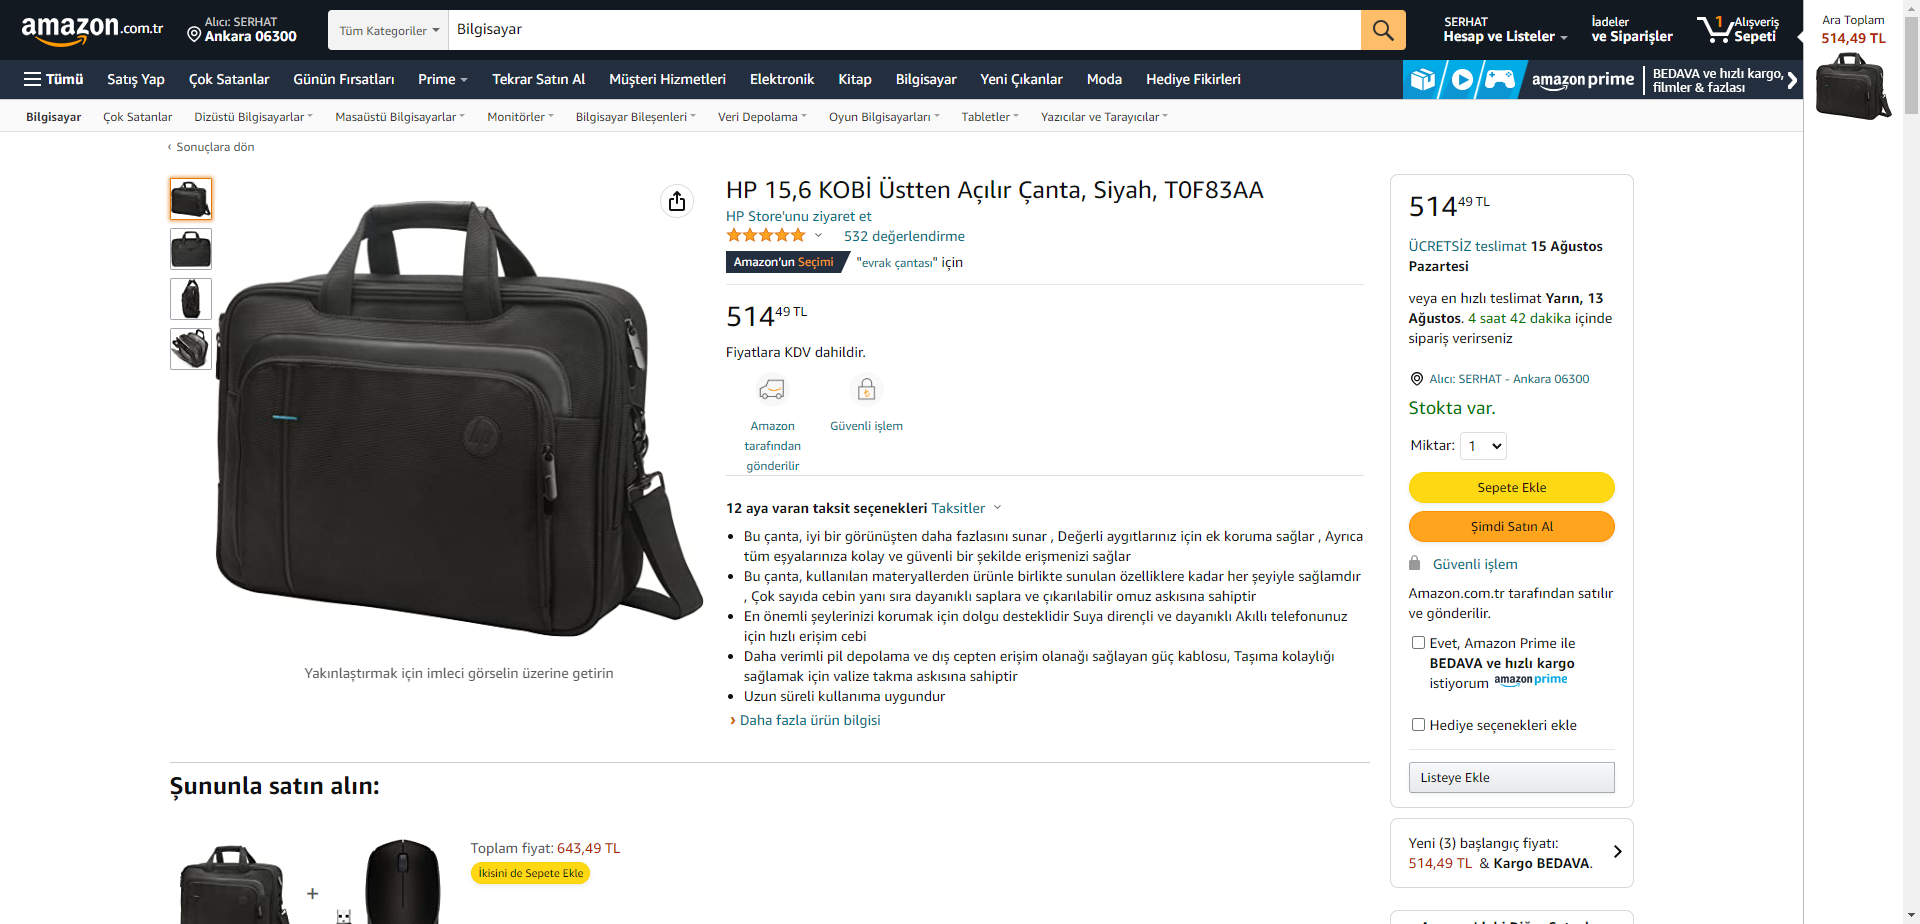 amazon.com.tr
Alıcı: SERHAT
Ankara 06300
Tüm Kategoriler
Bilgisayar
SERHAT
Hesap ve Listeler
İadeler
ve Siparişler
1
Alışveriş
Sepeti
Ara Toplam
514,49 TL
Tümü
Satış Yap
Çok Satanlar
Günün Fırsatları
Prime
Tekrar Satın Al
Müşteri Hizmetleri
Elektronik
Kitap
Bilgisayar
Yeni Çıkanlar
Moda
Hediye Fikirleri
amazon prime
BEDAVA ve hızlı kargo,
filmler & fazlası
Bilgisayar
Çok Satanlar
Dizüstü Bilgisayarlar
Masaüstü Bilgisayarlar
Monitörler
Bilgisayar Bileşenleri
Veri Depolama
Oyun Bilgisayarları
Tabletler
Yazıcılar ve Tarayıcılar
‹ Sonuçlara dön
hp
Yakınlaştırmak için imleci görselin üzerine getirin
HP 15,6 KOBİ Üstten Açılır Çanta, Siyah, T0F83AA
HP Store'unu ziyaret et
532 değerlendirme
Amazon'un Seçimi
"evrak çantası" için
514 49 TL
Fiyatlara KDV dahildir.
Amazon
tarafından
gönderilir
Güvenli işlem
12 aya varan taksit seçenekleri Taksitler
• Bu çanta, iyi bir görünüşten daha fazlasını sunar , Değerli aygıtlarınız için ek koruma sağlar , Ayrıca
tüm eşyalarınıza kolay ve güvenli bir şekilde erişmenizi sağlar
• Bu çanta, kullanılan materyallerden ürünle birlikte sunulan özelliklere kadar her şeyiyle sağlamdır
, Çok sayıda cebin yanı sıra dayanıklı saplara ve çıkarılabilir omuz askısına sahiptir
• En önemli şeylerinizi korumak için dolgu desteklidir Suya dirençli ve dayanıklı Akıllı telefonunuz
için hızlı erişim cebi
• Daha verimli pil depolama ve dış cepten erişim olanağı sağlayan güç kablosu, Taşıma kolaylığı
sağlamak için valize takma askısına sahiptir
• Uzun süreli kullanıma uygundur
› Daha fazla ürün bilgisi
514 49 TL
ÜCRETSİZ teslimat 15 Ağustos
Pazartesi
veya en hızlı teslimat Yarın, 13
Ağustos. 4 saat 42 dakika içinde
sipariş verirseniz
Alıcı: SERHAT - Ankara 06300
Stokta var.
Miktar: 1
Sepete Ekle
Şimdi Satın Al
Güvenli işlem
Amazon.com.tr tarafından satılır
ve gönderilir.
Evet, Amazon Prime ile
BEDAVA ve hızlı kargo
istiyorum amazon prime
Hediye seçenekleri ekle
Listeye Ekle
Yeni (3) başlangıç fiyatı:
514,49 TL & Kargo BEDAVA.
Şununla satın alın:
+
Toplam fiyat: 643,49 TL
İkisini de Sepete Ekle